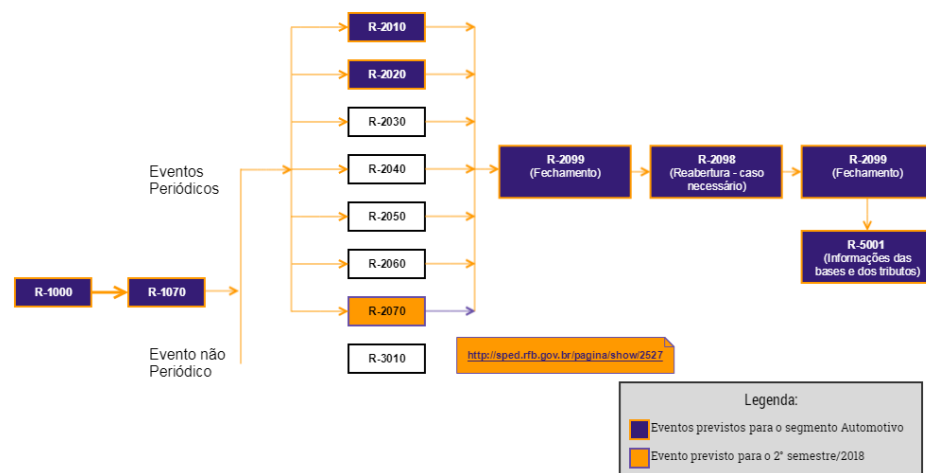 R-2010
R-2020
R-2030
R-2040
R-2050
R-2060
R-2070
R-3010
Eventos
Periódicos
R-1000
R-1070
Evento não
Periódico
R-2099
(Fechamento)
R-2098
(Reabertura - caso
necessário)
R-2099
(Fechamento)
R-5001
(Informações das
bases e dos tributos)
http://sped.rfb.gov.br/pagina/show/2527
Legenda:
Eventos previstos para o segmento Automotivo
Evento previsto para o 2° semestre/2018